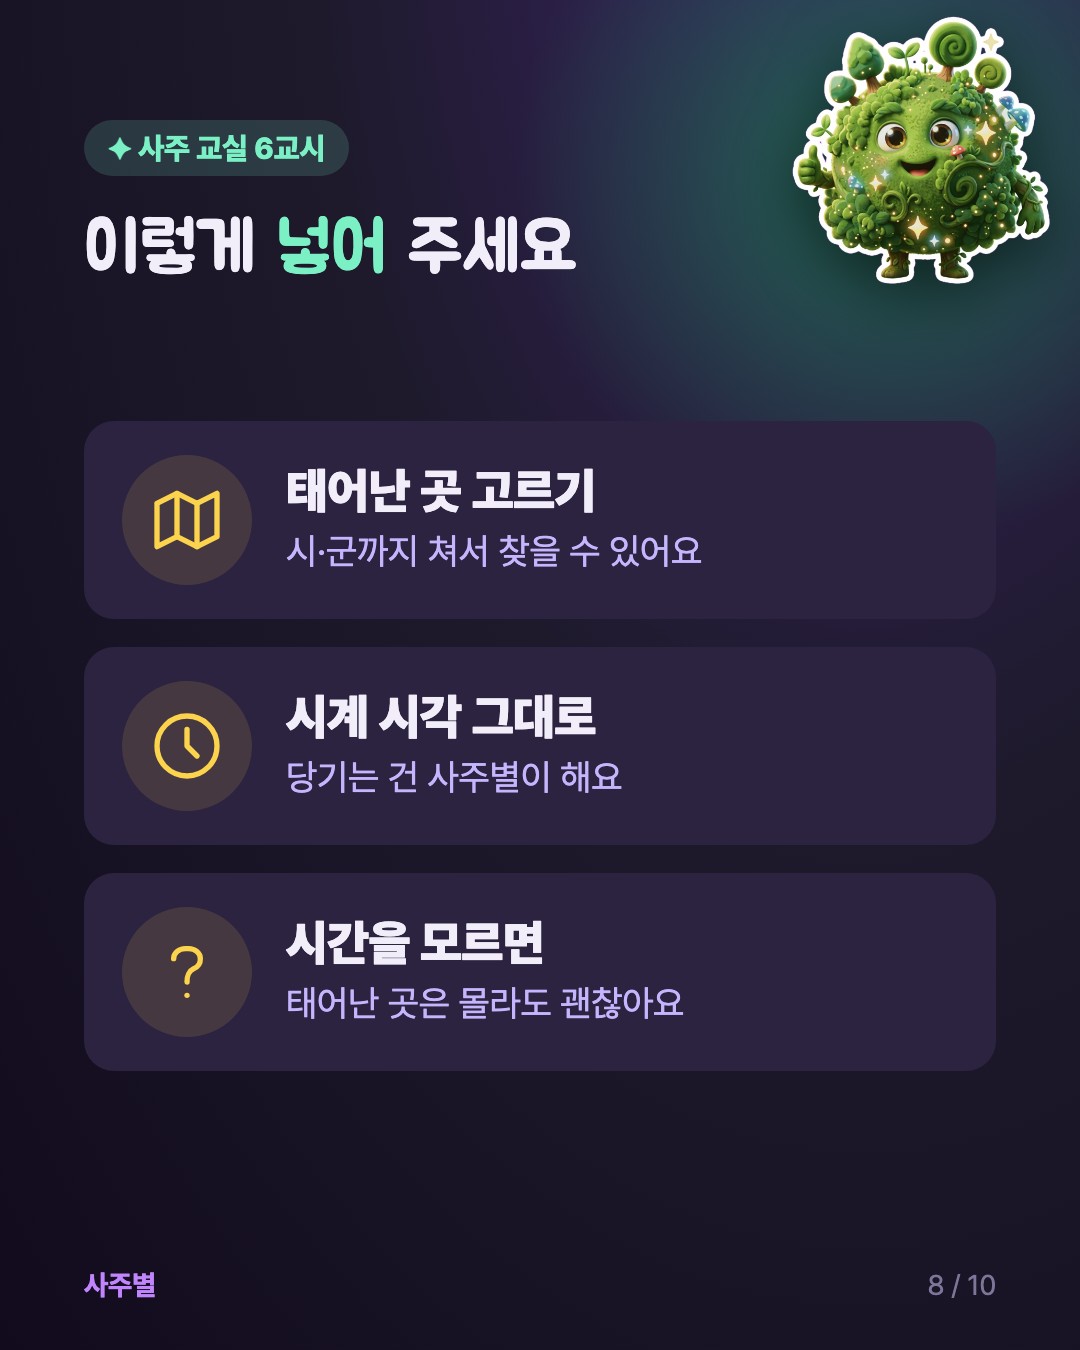 ✦ 사주 교실 6교시
이렇게 넣어 주세요
태어난 곳 고르기
시·군까지 쳐서 찾을 수 있어요
시계 시각 그대로
당기는 건 사주별이 해요
?
시간을 모르면
태어난 곳은 몰라도 괜찮아요
사주별
8 / 10